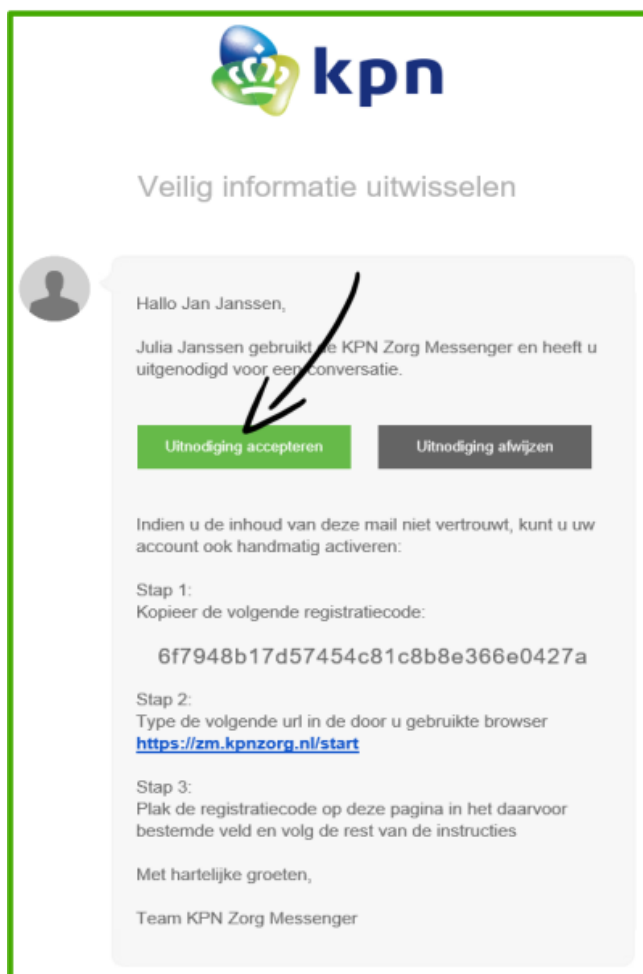 kpn
Veilig informatie uitwisselen
Hallo Jan Janssen,
Julia Janssen gebruikt de KPN Zorg Messenger en heeft u
uitgenodigd voor een conversatie.
Uitnodiging accepteren
Uitnodiging afwijzen
Indien u de inhoud van deze mail niet vertrouwt, kunt u uw
account ook handmatig activeren:
Stap 1:
Kopieer de volgende registratiecode:
6f7948b17d57454c81c8b8e366e0427a
Stap 2:
Type de volgende url in de door u gebruikte browser
https://zm.kpnzorg.nl/start
Stap 3:
Plak de registratiecode op deze pagina in het daarvoor
bestemde veld en volg de rest van de instructies
Met hartelijke groeten,
Team KPN Zorg Messenger